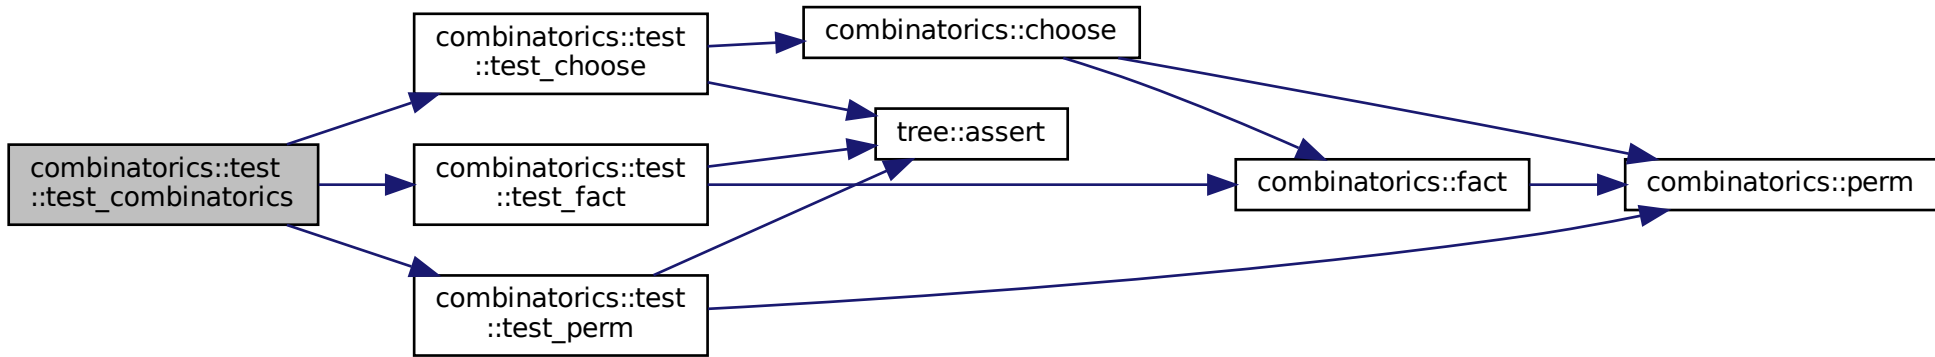 combinatorics::test
::test_combinatorics
combinatorics::test
::test_choose
combinatorics::test
::test_fact
combinatorics::test
::test_perm
combinatorics::choose
tree::assert
combinatorics::fact
combinatorics::perm